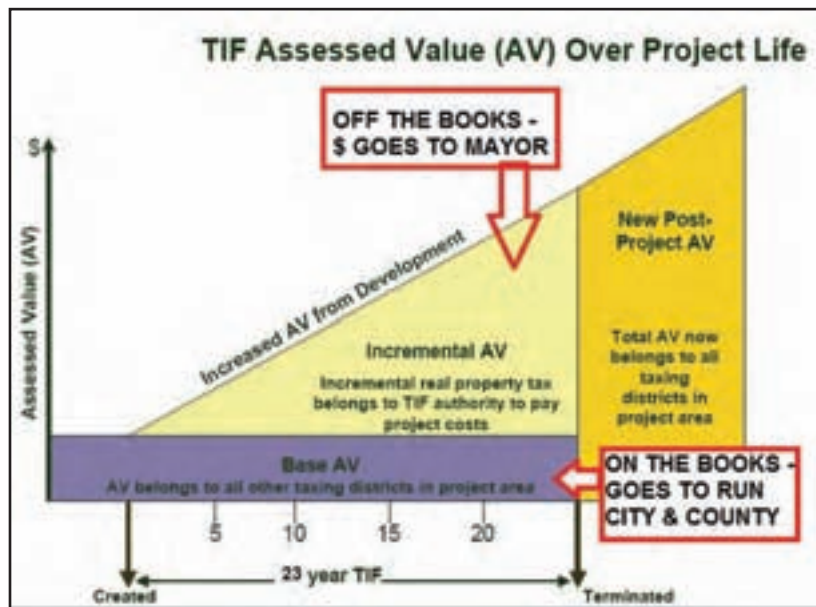 TIF Assessed Value (AV) Over Project Life
OFF THE BOOKS -
$ GOES TO MAYOR
$
Assessed Value (AV)
Increased AV from Development
New Post-
Project AV
Incremental AV
Incremental real property tax
belongs to TIF authority to pay
project costs
Total AV now
belongs to all
taxing
districts in
project area
Base AV
AV belongs to all other taxing districts in project area
ON THE BOOKS -
GOES TO RUN
CITY & COUNTY
5 10 15 20
23 year TIF
Created
Terminated